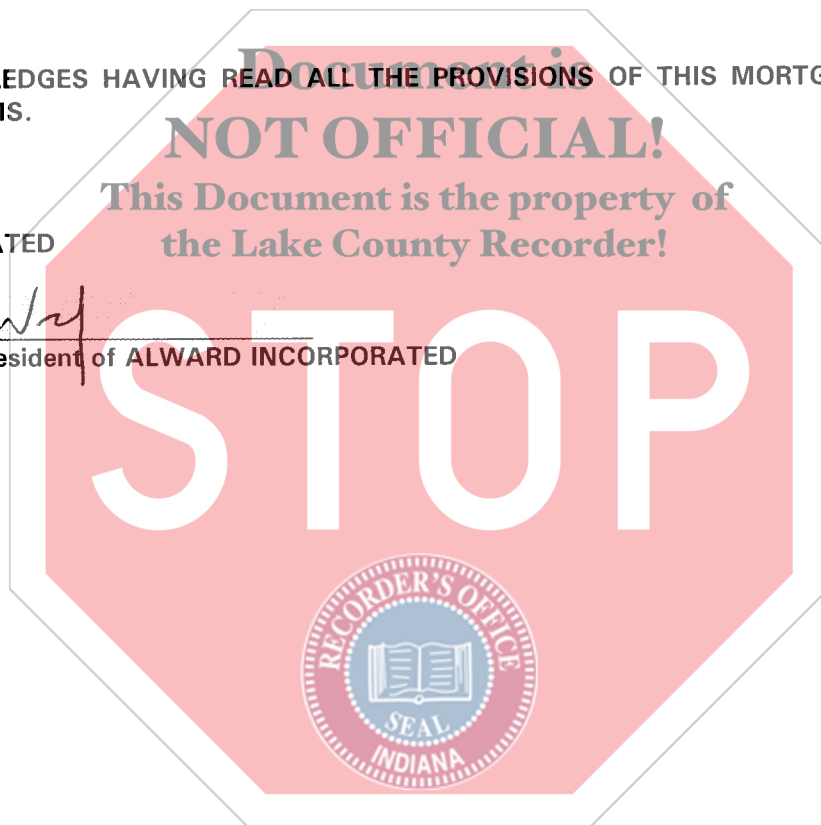 Document is
EDGES HAVING READ ALL THE PROVISIONS OF THIS MORTG
IS.
NOT OFFICIAL!
This Document is the property of
the Lake County Recorder!
ATED
esident of ALWARD INCORPORATED
STOP
RECORDER'S OFFICE
SEAL
INDIANA